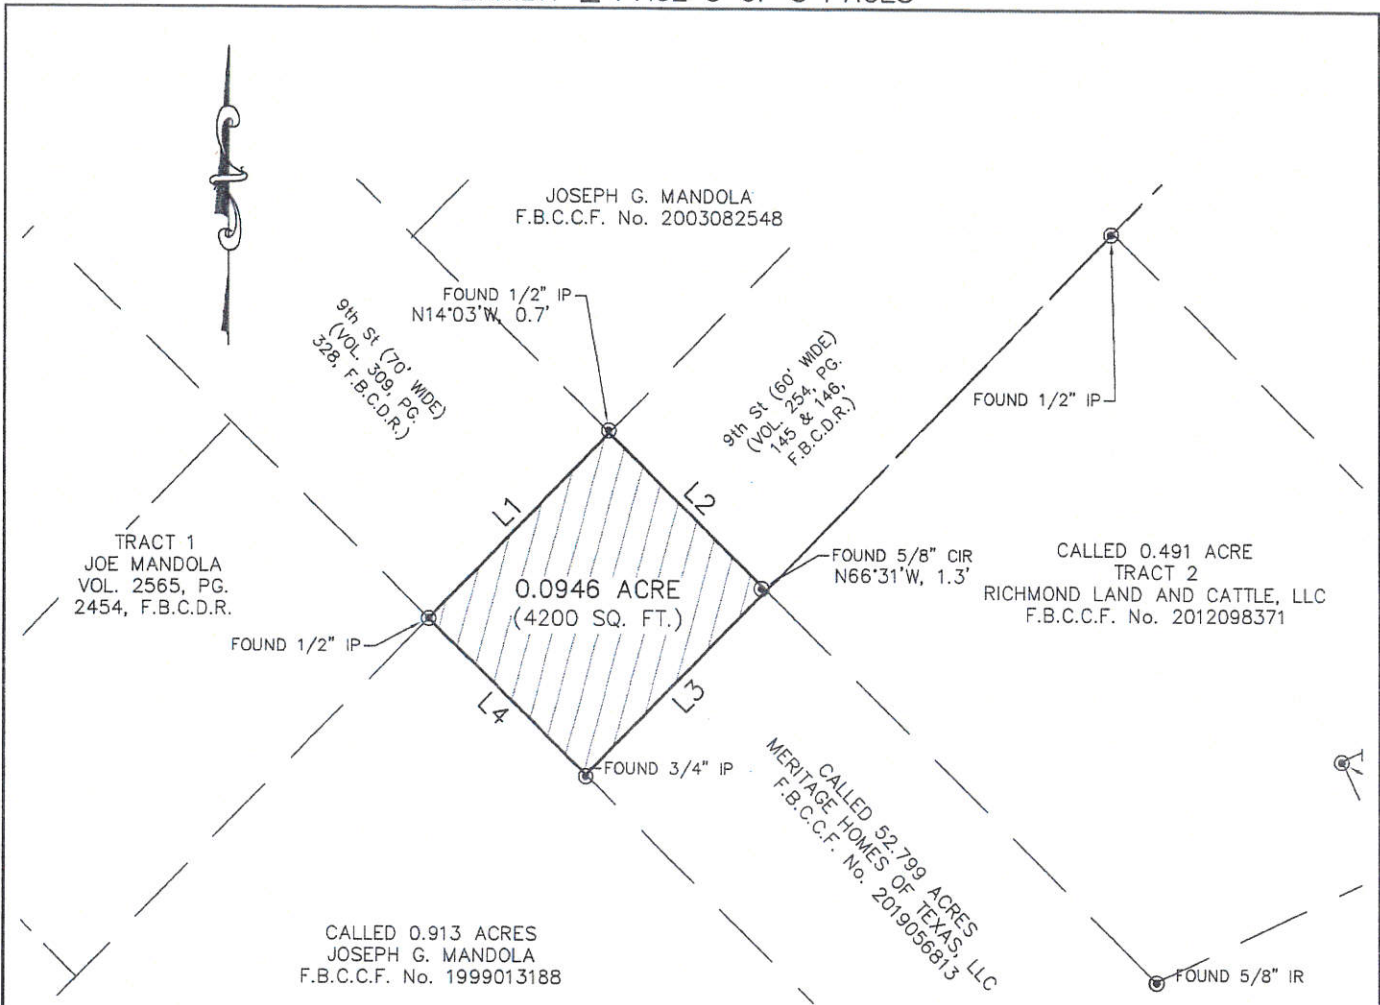 JOSEPH G. MANDOLA
F.B.C.C.F. No. 2003082548
FOUND 1/2" IP
N14°03'W, 0.7'
9th St (70' WIDE)
(VOL. 309, PG.
328, F.B.C.D.R.)
9th St (60' WIDE)
(VOL. 254, PG.
145 & 146,
F.B.C.D.R.)
FOUND 1/2" IP
L1
L2
TRACT 1
JOE MANDOLA
VOL. 2565, PG.
2454, F.B.C.D.R.
0.0946 ACRE
(4200 SQ. FT.)
FOUND 5/8" CIR
N66°31'W, 1.3'
CALLED 0.491 ACRE
TRACT 2
RICHMOND LAND AND CATTLE, LLC
F.B.C.C.F. No. 2012098371
FOUND 1/2" IP
L4
L3
FOUND 3/4" IP
CALLED 52.799 ACRES
MERITAGE HOMES OF TEXAS, LLC
F.B.C.C.F. No. 2019056813
CALLED 0.913 ACRES
JOSEPH G. MANDOLA
F.B.C.C.F. No. 1999013188
FOUND 5/8" IR